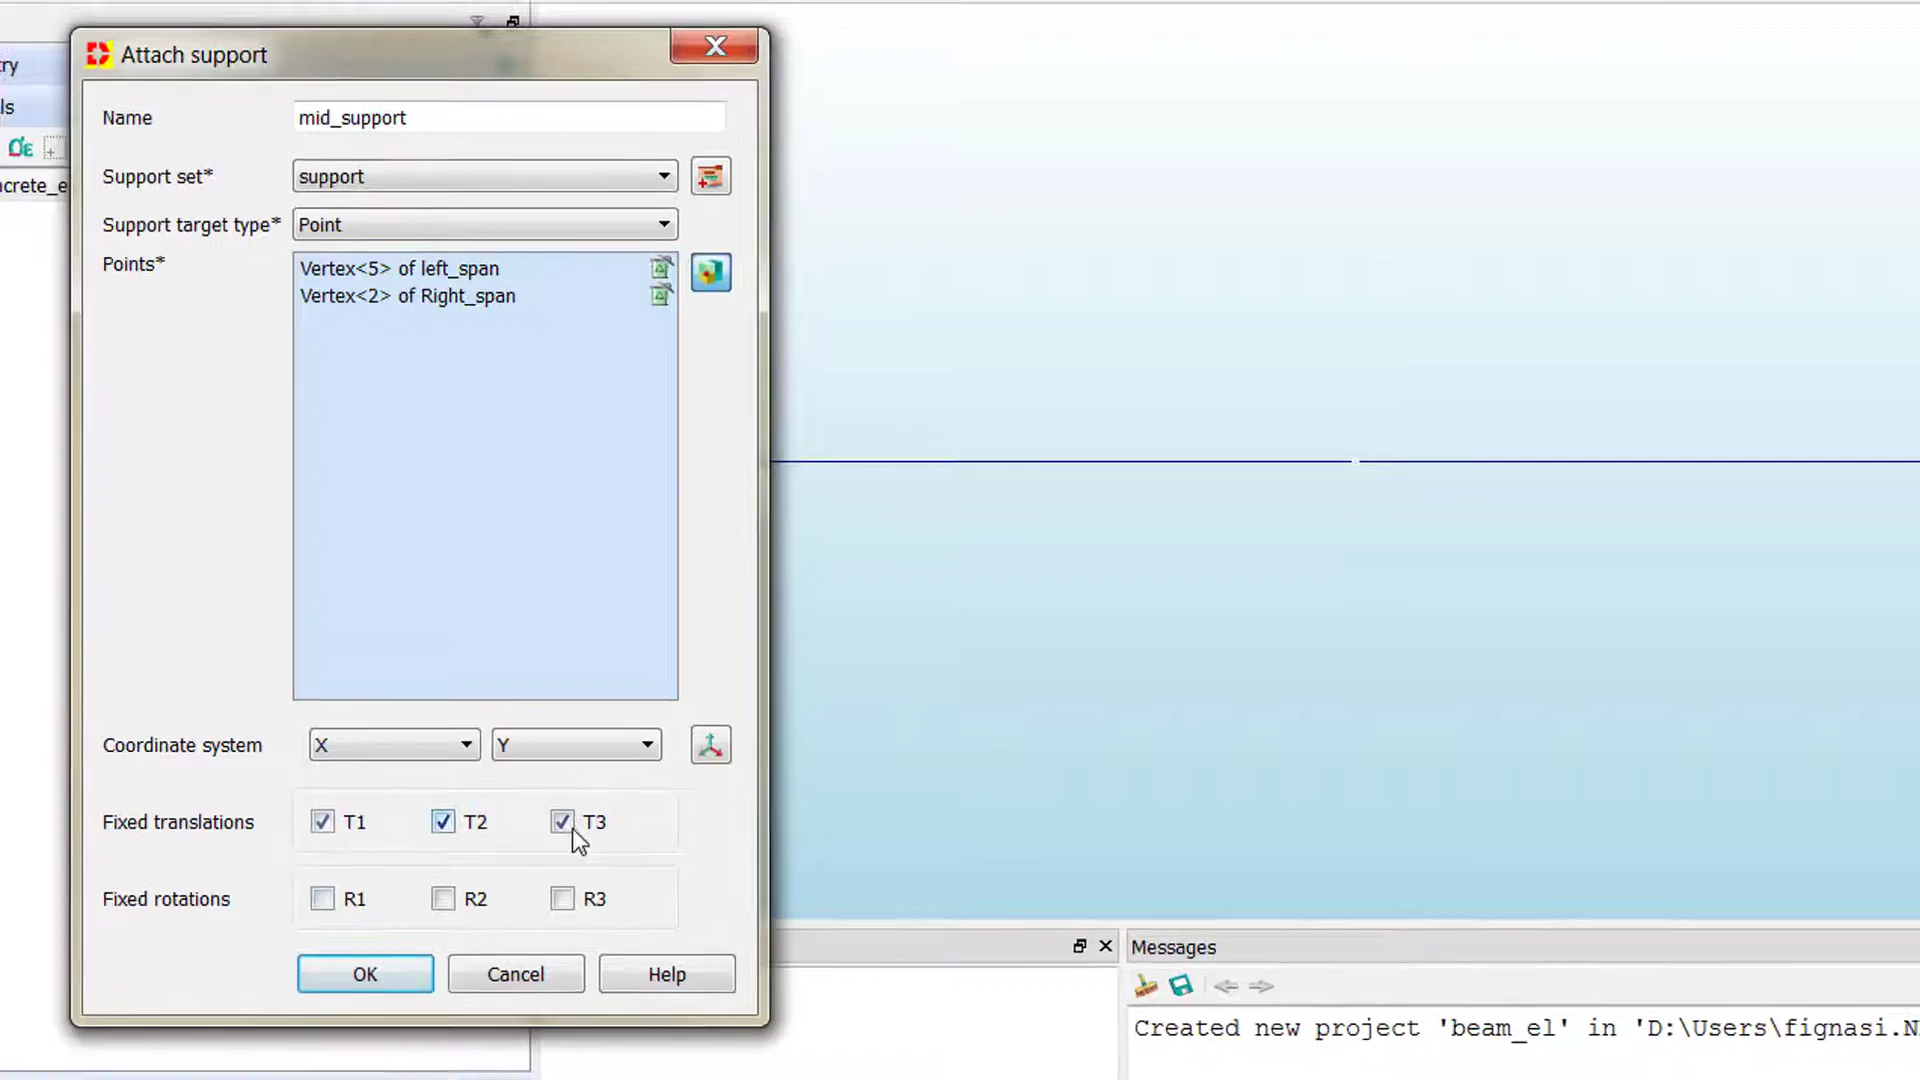 Attach support
ry
ls
crete_e
Name
mid_support
Support set*
support
Support target type*
Point
Points*
Vertex<5> of left_span
Vertex<2> of Right_span
Coordinate system
X
Y
Fixed translations
T1
T2
T3
Fixed rotations
R1
R2
R3
OK
Cancel
Help
Messages
Created new project 'beam_el' in 'D:\Users\fignasi.N